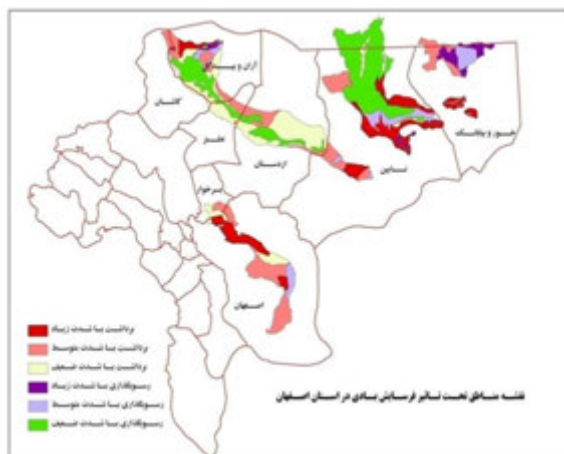 آران و بیدگل
کاشان
نطنز
اردستان
نایین
خور و بیابانک
برخوار
اصفهان
برداشت با شدت زیاد
برداشت با شدت متوسط
برداشت با شدت ضعیف
رسوبگذاری با شدت زیاد
رسوبگذاری با شدت متوسط
رسوبگذاری با شدت ضعیف
نقشه مناطق تحت تاثیر فرسایش بادی در استان اصفهان